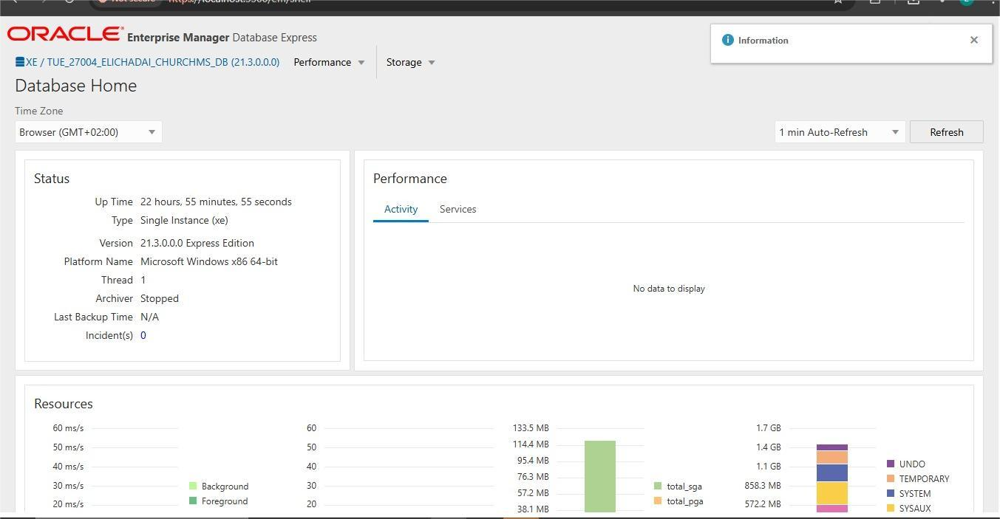 Not secure https://localhost:5500/em/shell
ORACLE® Enterprise Manager Database Express
Information
XE / TUE_27004_ELICHADAI_CHURCHMS_DB (21.3.0.0.0) Performance Storage
Database Home
Time Zone
Browser (GMT+02:00)
1 min Auto-Refresh Refresh
Status
Up Time 22 hours, 55 minutes, 55 seconds
Type Single Instance (xe)
Version 21.3.0.0.0 Express Edition
Platform Name Microsoft Windows x86 64-bit
Thread 1
Archiver Stopped
Last Backup Time N/A
Incident(s) 0
Performance
Activity Services
No data to display
Resources
60 ms/s
50 ms/s
40 ms/s
30 ms/s
20 ms/s
Background
Foreground
60
50
40
30
20
133.5 MB
114.4 MB
95.4 MB
76.3 MB
57.2 MB
38.1 MB
total_sga
total_pga
1.7 GB
1.4 GB
1.1 GB
858.3 MB
572.2 MB
UNDO
TEMPORARY
SYSTEM
SYSAUX